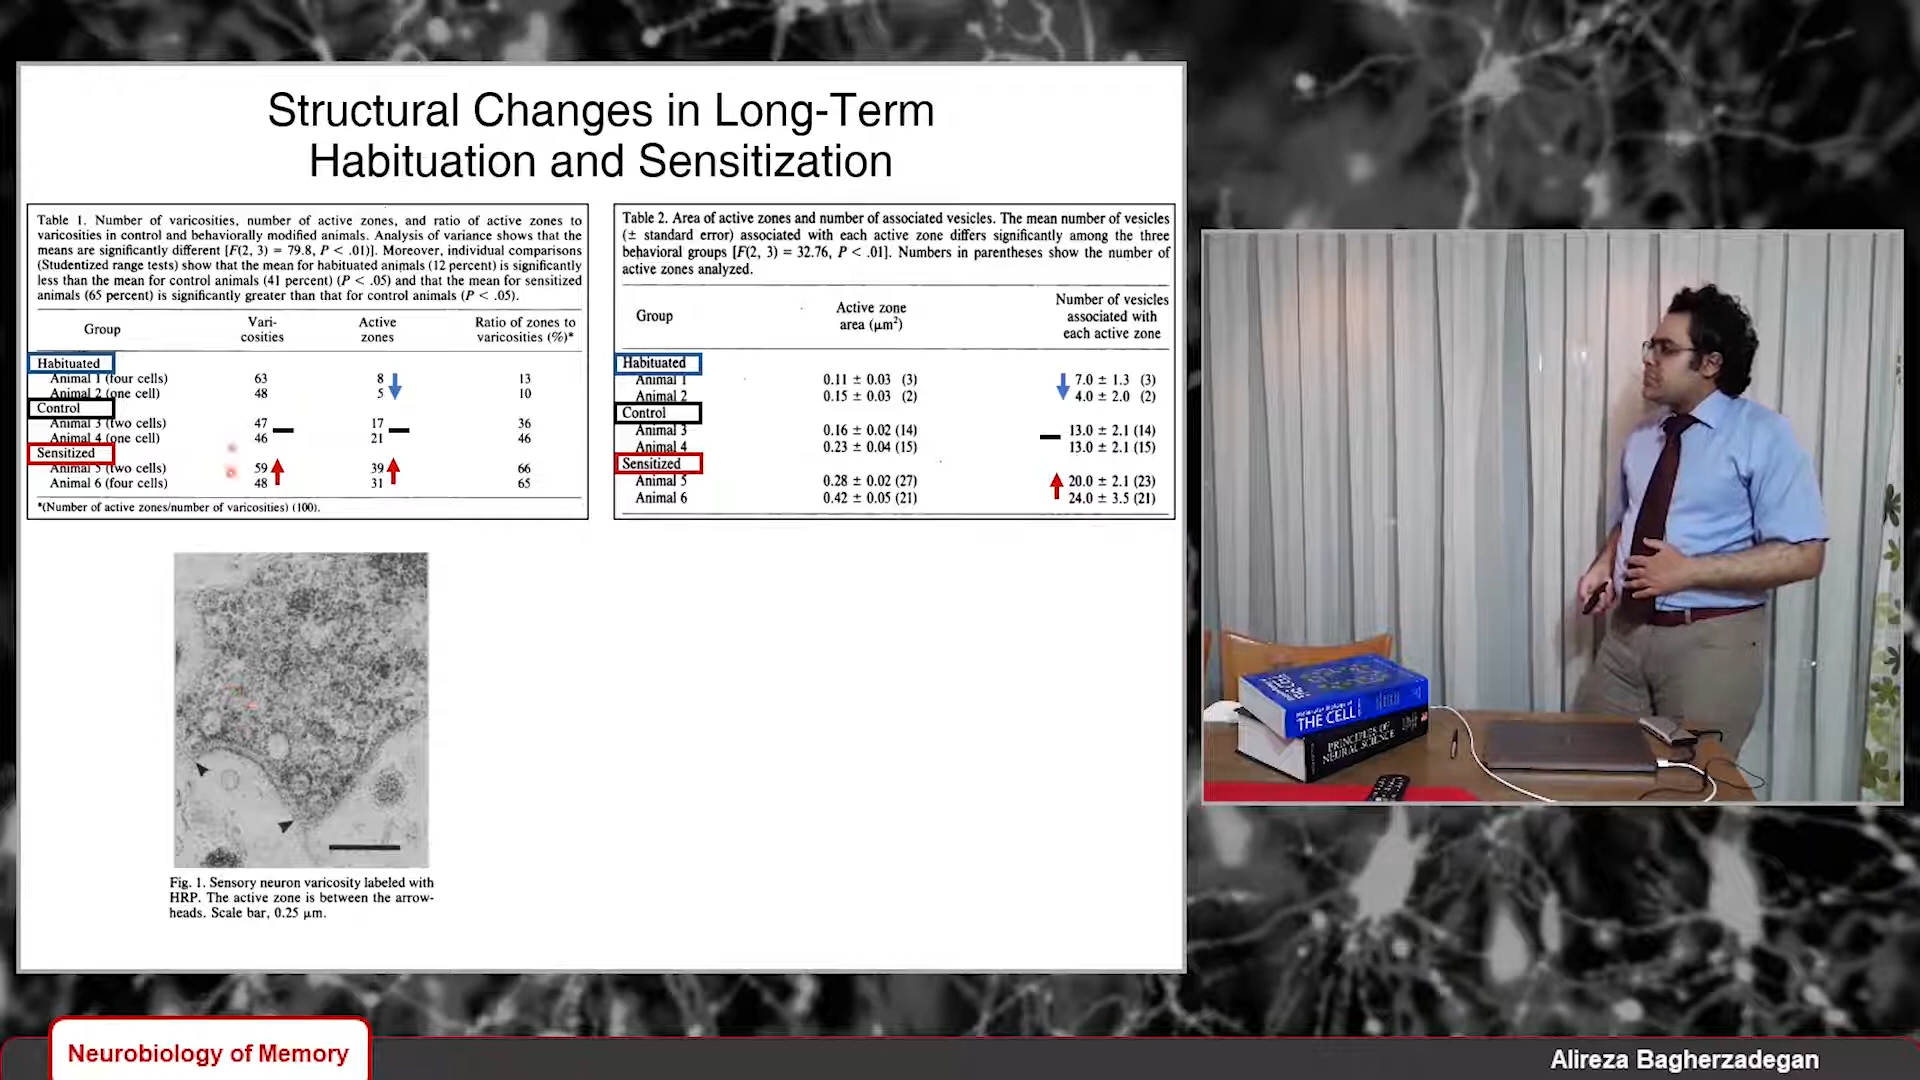 Structural Changes in Long-Term
Habituation and Sensitization
Table 1. Number of varicosities, number of active zones, and ratio of active zones to
varicosities in control and behaviorally modified animals. Analysis of variance shows that the
means are significantly different [F(2, 3) = 79.8, P < .01)]. Moreover, individual comparisons
(Studentized range tests) show that the mean for habituated animals (12 percent) is significantly
less than the mean for control animals (41 percent) (P < .05) and that the mean for sensitized
animals (65 percent) is significantly greater than that for control animals (P < .05).
Group Vari-cosities Active zones Ratio of zones to varicosities (%)*
Habituated
Animal 1 (four cells) 63 8 13
Animal 2 (one cell) 48 5 10
Control
Animal 3 (two cells) 47 17 36
Animal 4 (one cell) 46 21 46
Sensitized
Animal 5 (two cells) 59 39 66
Animal 6 (four cells) 48 31 65
*(Number of active zones/number of varicosities) (100).
Table 2. Area of active zones and number of associated vesicles. The mean number of vesicles
(± standard error) associated with each active zone differs significantly among the three
behavioral groups [F(2, 3) = 32.76, P < .01]. Numbers in parentheses show the number of
active zones analyzed.
Group Active zone area (μm²) Number of vesicles associated with each active zone
Habituated
Animal 1 0.11 ± 0.03 (3) 7.0 ± 1.3 (3)
Animal 2 0.15 ± 0.03 (2) 4.0 ± 2.0 (2)
Control
Animal 3 0.16 ± 0.02 (14) 13.0 ± 2.1 (14)
Animal 4 0.23 ± 0.04 (15) 13.0 ± 2.1 (15)
Sensitized
Animal 5 0.28 ± 0.02 (27) 20.0 ± 2.1 (23)
Animal 6 0.42 ± 0.05 (21) 24.0 ± 3.5 (21)
Fig. 1. Sensory neuron varicosity labeled with
HRP. The active zone is between the arrow-
heads. Scale bar, 0.25 μm.
Molecular Biology of
THE CELL
PRINCIPLES OF
NEURAL SCIENCE
Neurobiology of Memory
Alireza Bagherzadegan